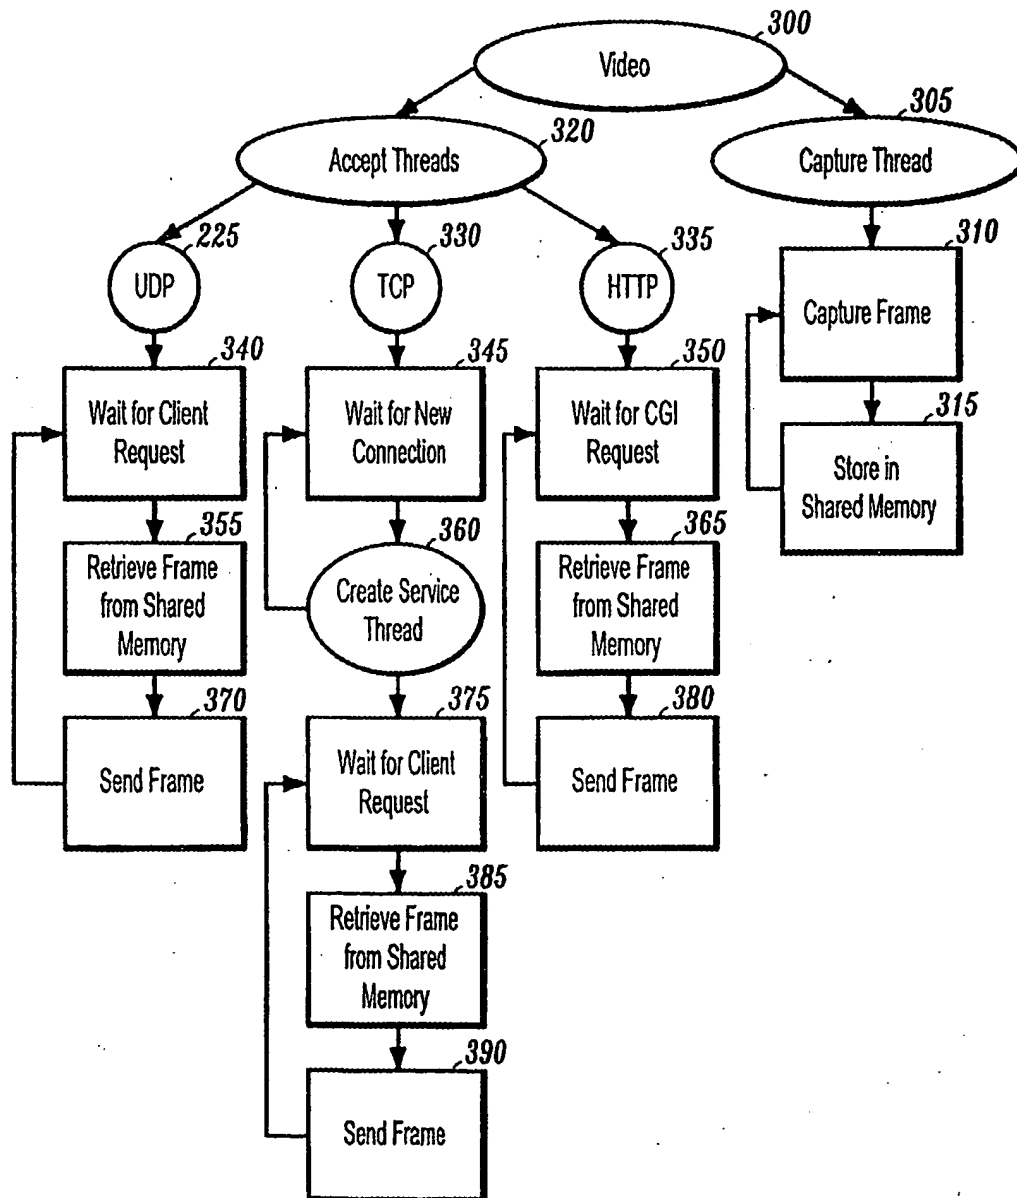 300
Video
320
Accept Threads
305
Capture Thread
225
UDP
330
TCP
335
HTTP
310
Capture Frame
340
Wait for Client
Request
345
Wait for New
Connection
350
Wait for CGI
Request
315
Store in
Shared Memory
355
Retrieve Frame
from Shared
Memory
360
Create Service
Thread
365
Retrieve Frame
from Shared
Memory
370
Send Frame
375
Wait for Client
Request
380
Send Frame
385
Retrieve Frame
from Shared
Memory
390
Send Frame